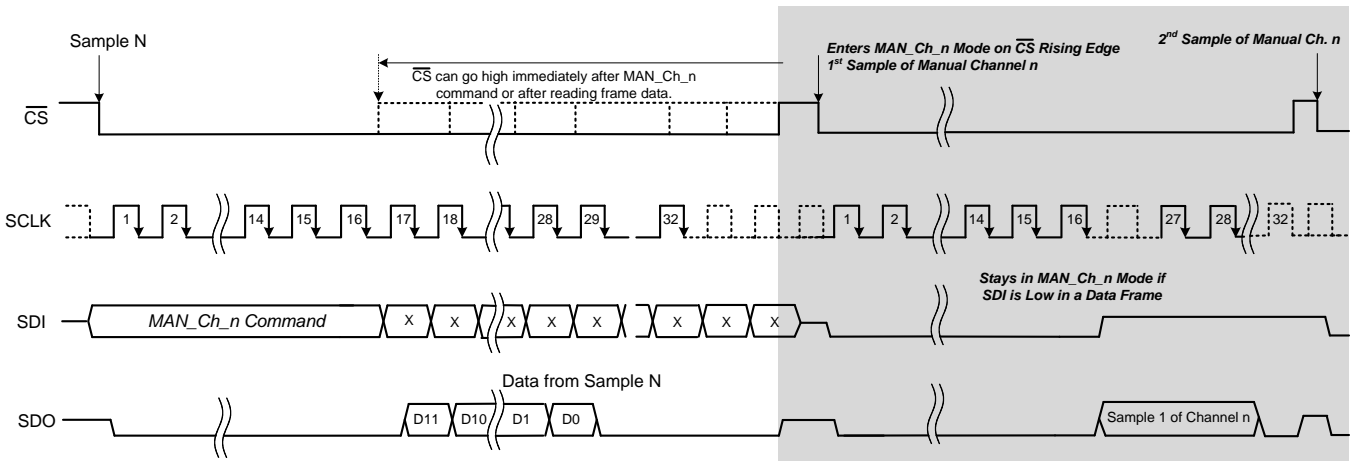 Sample N
Enters MAN_Ch_n Mode on CS Rising Edge
1st Sample of Manual Channel n
2nd Sample of Manual Ch. n
CS can go high immediately after MAN_Ch_n
command or after reading frame data.
CS
SCLK
1 2 14 15 16 17 18 28 29 32 1 2 14 15 16 27 28 32
Stays in MAN_Ch_n Mode if
SDI is Low in a Data Frame
SDI
MAN_Ch_n Command
X X X X X X X X
Data from Sample N
SDO
D11 D10 D1 D0
Sample 1 of Channel n